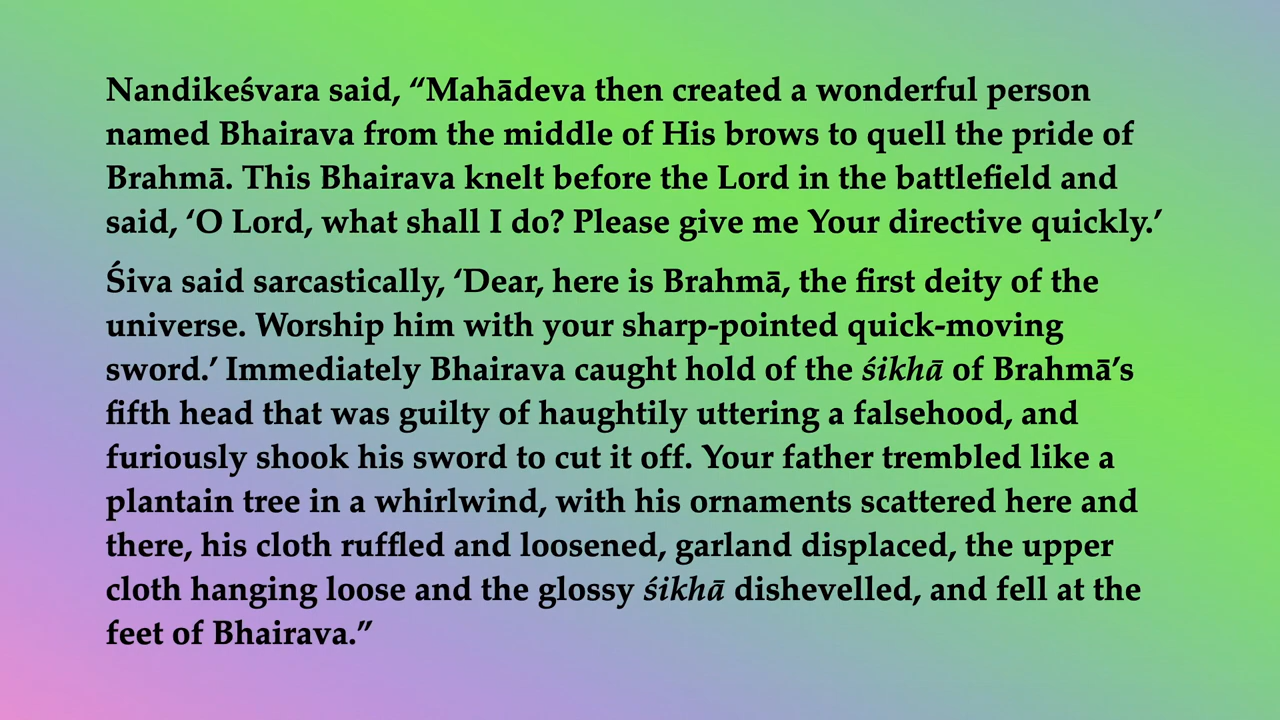 Nandikeśvara said, “Mahādeva then created a wonderful person
named Bhairava from the middle of His brows to quell the pride of
Brahmā. This Bhairava knelt before the Lord in the battlefield and
said, ‘O Lord, what shall I do? Please give me Your directive quickly.’
Śiva said sarcastically, ‘Dear, here is Brahmā, the first deity of the
universe. Worship him with your sharp-pointed quick-moving
sword.’ Immediately Bhairava caught hold of the śikhā of Brahmā’s
fifth head that was guilty of haughtily uttering a falsehood, and
furiously shook his sword to cut it off. Your father trembled like a
plantain tree in a whirlwind, with his ornaments scattered here and
there, his cloth ruffled and loosened, garland displaced, the upper
cloth hanging loose and the glossy śikhā dishevelled, and fell at the
feet of Bhairava.”